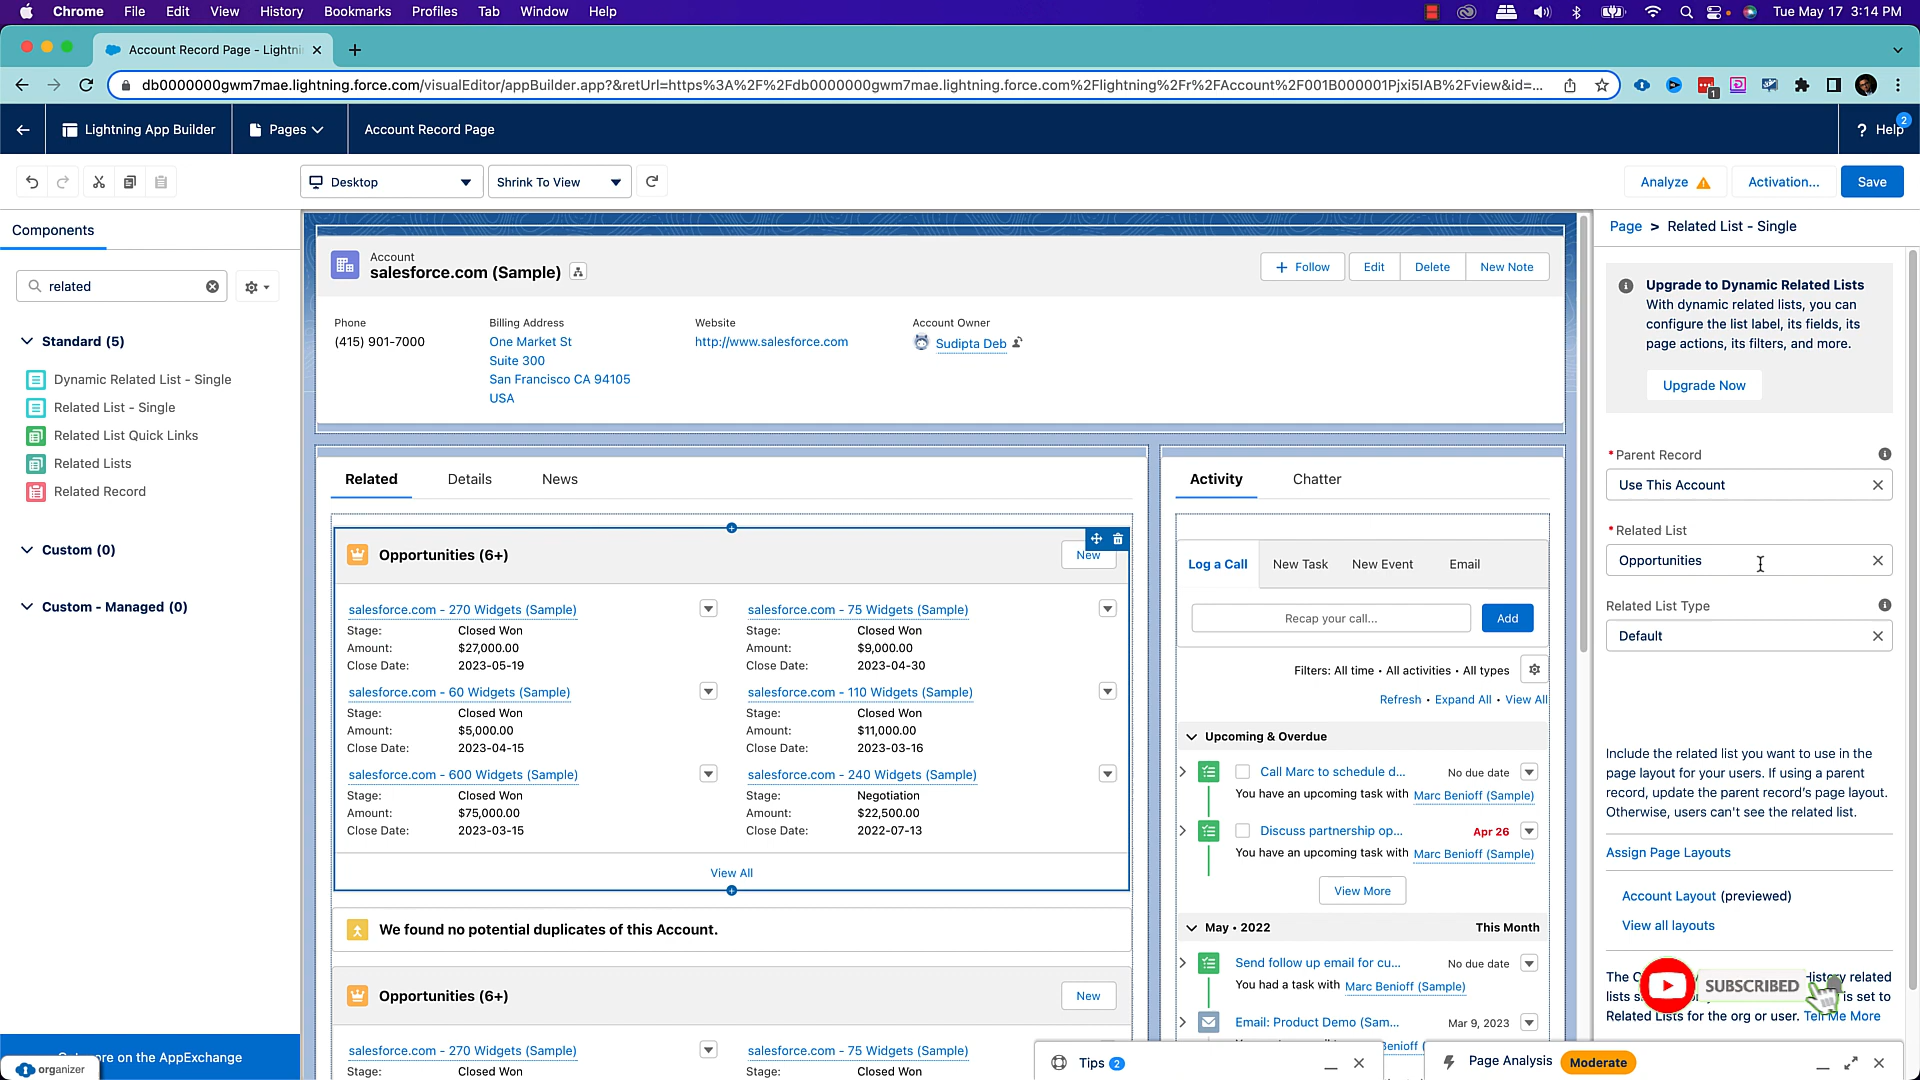 Chrome File Edit View History Bookmarks Profiles Tab Window Help Tue May 17 3:14 PM
Account Record Page - Lightni
db0000000gwm7mae.lightning.force.com/visualEditor/appBuilder.app?&retUrl=https%3A%2F%2Fdb0000000gwm7mae.lightning.force.com%2Flightning%2Fr%2FAccount%2F001B000001Pjxi5IAB%2Fview&id=...
1
Lightning App Builder Pages Account Record Page ? Help 2
Desktop Shrink To View Analyze Activation... Save
Components
related
Standard (5)
Dynamic Related List - Single
Related List - Single
Related List Quick Links
Related Lists
Related Record
Custom (0)
Custom - Managed (0)
Get more on the AppExchange
organizer
Account
salesforce.com (Sample)
+ Follow Edit Delete New Note
Phone Billing Address Website Account Owner
(415) 901-7000 One Market St http://www.salesforce.com Sudipta Deb
Suite 300
San Francisco CA 94105
USA
Related Details News
Opportunities (6+) New
salesforce.com - 270 Widgets (Sample) salesforce.com - 75 Widgets (Sample)
Stage: Closed Won Stage: Closed Won
Amount: $27,000.00 Amount: $9,000.00
Close Date: 2023-05-19 Close Date: 2023-04-30
salesforce.com - 60 Widgets (Sample) salesforce.com - 110 Widgets (Sample)
Stage: Closed Won Stage: Closed Won
Amount: $5,000.00 Amount: $11,000.00
Close Date: 2023-04-15 Close Date: 2023-03-16
salesforce.com - 600 Widgets (Sample) salesforce.com - 240 Widgets (Sample)
Stage: Closed Won Stage: Negotiation
Amount: $75,000.00 Amount: $22,500.00
Close Date: 2023-03-15 Close Date: 2022-07-13
View All
We found no potential duplicates of this Account.
Opportunities (6+) New
salesforce.com - 270 Widgets (Sample) salesforce.com - 75 Widgets (Sample)
Stage: Closed Won Stage: Closed Won
Activity Chatter
Log a Call New Task New Event Email
Recap your call... Add
Filters: All time • All activities • All types
Refresh • Expand All • View All
Upcoming & Overdue
Call Marc to schedule d... No due date
You have an upcoming task with Marc Benioff (Sample)
Discuss partnership op... Apr 26
You have an upcoming task with Marc Benioff (Sample)
View More
May • 2022 This Month
Send follow up email for cu... No due date
You had a task with Marc Benioff (Sample)
Email: Product Demo (Sam... Mar 9, 2023
Tips 2
Page Analysis Moderate
Page > Related List - Single
Upgrade to Dynamic Related Lists
With dynamic related lists, you can
configure the list label, its fields, its
page actions, its filters, and more.
Upgrade Now
*Parent Record
Use This Account
*Related List
Opportunities
Related List Type
Default
Include the related list you want to use in the
page layout for your users. If using a parent
record, update the parent record's page layout.
Otherwise, users can't see the related list.
Assign Page Layouts
Account Layout (previewed)
View all layouts
SUBSCRIBED
related
lists is set to
Related Lists for the org or user. Tell Me More